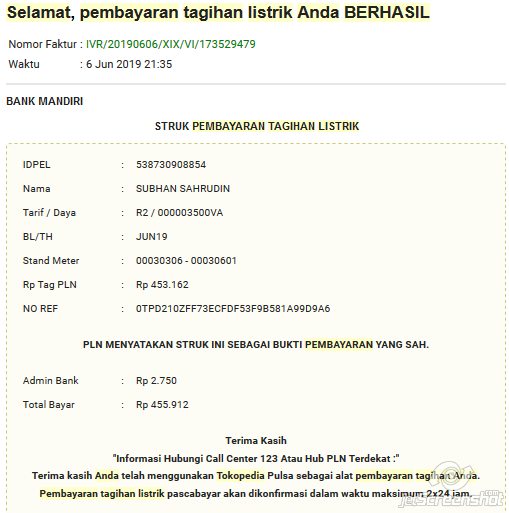 Selamat, pembayaran tagihan listrik Anda BERHASIL
Nomor Faktur : IVR/20190606/XIX/VI/173529479
Waktu : 6 Jun 2019 21:35
BANK MANDIRI
STRUK PEMBAYARAN TAGIHAN LISTRIK
IDPEL : 538730908854
Nama : SUBHAN SAHRUDIN
Tarif / Daya : R2 / 000003500VA
BL/TH : JUN19
Stand Meter : 00030306 - 00030601
Rp Tag PLN : Rp 453.162
NO REF : 0TPD210ZFF73ECFDF53F9B581A99D9A6
PLN MENYATAKAN STRUK INI SEBAGAI BUKTI PEMBAYARAN YANG SAH.
Admin Bank : Rp 2.750
Total Bayar : Rp 455.912
Terima Kasih
"Informasi Hubungi Call Center 123 Atau Hub PLN Terdekat :"
Terima kasih Anda telah menggunakan Tokopedia Pulsa sebagai alat pembayaran tagihan Anda.
Pembayaran tagihan listrik pascabayar akan dikonfirmasi dalam waktu maksimum 2x24 jam.
jetscreenshot.com